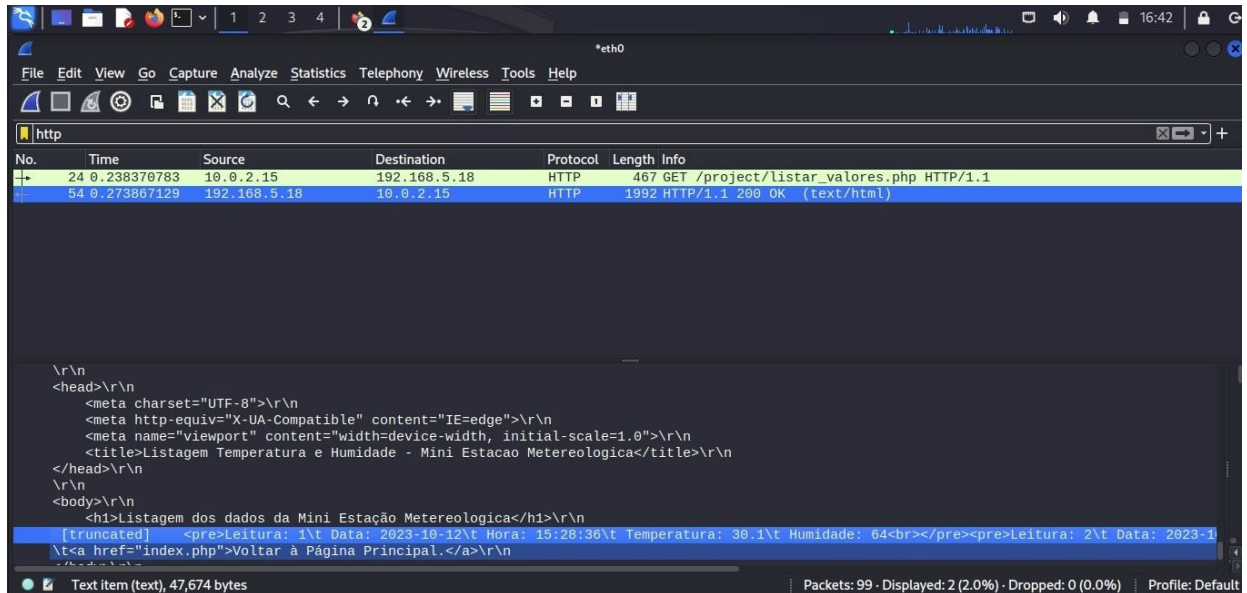 1 2 3 4 2 16:42
*eth0
File Edit View Go Capture Analyze Statistics Telephony Wireless Tools Help
http
No. Time Source Destination Protocol Length Info
24 0.238370783 10.0.2.15 192.168.5.18 HTTP 467 GET /project/listar_valores.php HTTP/1.1
54 0.273867129 192.168.5.18 10.0.2.15 HTTP 1992 HTTP/1.1 200 OK (text/html)
\r\n
<head>\r\n
<meta charset="UTF-8">\r\n
<meta http-equiv="X-UA-Compatible" content="IE=edge">\r\n
<meta name="viewport" content="width=device-width, initial-scale=1.0">\r\n
<title>Listagem Temperatura e Humidade - Mini Estacao Metereologica</title>\r\n
</head>\r\n
\r\n
<body>\r\n
<h1>Listagem dos dados da Mini Estação Metereologica</h1>\r\n
[truncated] <pre>Leitura: 1\t Data: 2023-10-12\t Hora: 15:28:36\t Temperatura: 30.1\t Humidade: 64<br></pre><pre>Leitura: 2\t Data: 2023-1
\t<a href="index.php">Voltar à Página Principal.</a>\r\n
Text item (text), 47,674 bytes Packets: 99 · Displayed: 2 (2.0%) · Dropped: 0 (0.0%) Profile: Default